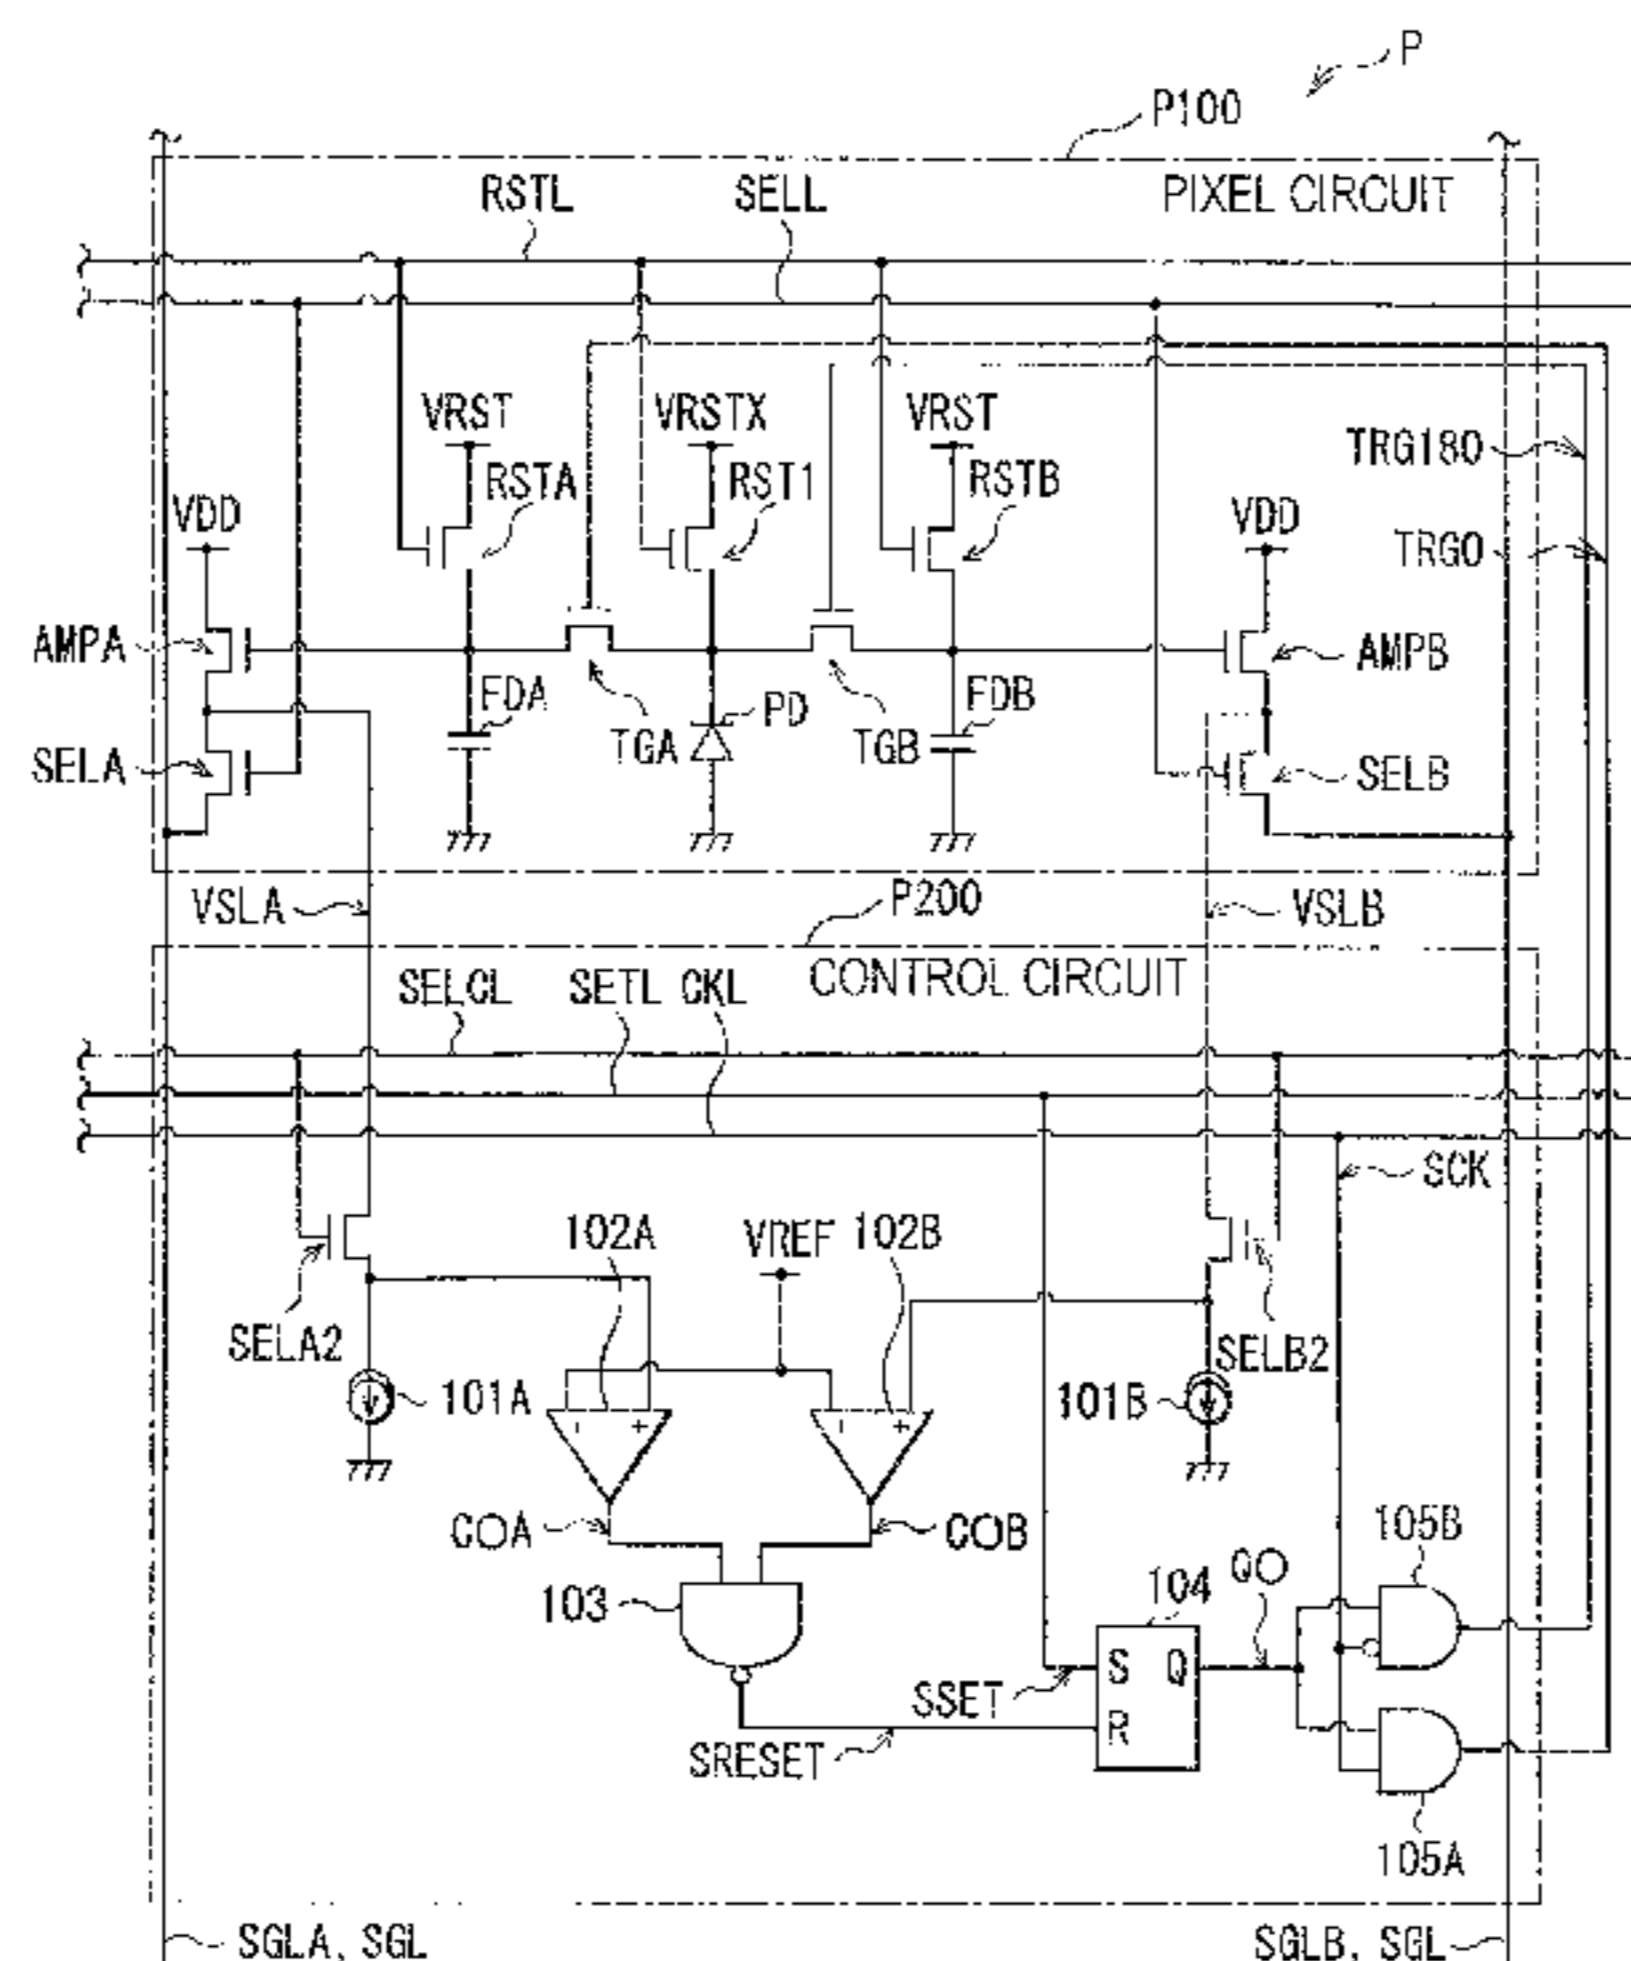 P
P100
RSTL SELL PIXEL CIRCUIT
VRST VRSTX VRST
TRG180
RSTA RST1 RSTB
VDD VDD
TRG0
AMPA AMPB
FDA PD FDB
TGA TGB
SELA SELB
VSLA P200 VSLB
CONTROL CIRCUIT
SELCL SETL CKL
SCK
102A VREF 102B
SELA2 SELB2
101A 101B
- + - +
COA COB 105B
103 104 QO
S Q
SSET
R
SRESET
105A
SGLA, SGL SGLB, SGL